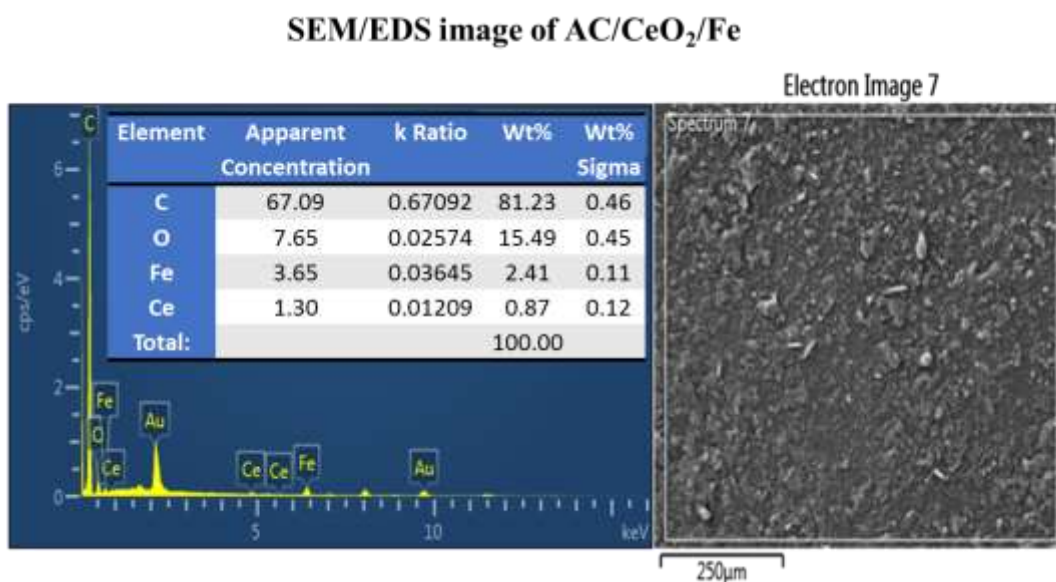 SEM/EDS image of AC/CeO₂/Fe
Electron Image 7
Element Apparent Concentration k Ratio Wt% Wt% Sigma
C 67.09 0.67092 81.23 0.46
O 7.65 0.02574 15.49 0.45
Fe 3.65 0.03645 2.41 0.11
Ce 1.30 0.01209 0.87 0.12
Total: 100.00
C
6
4
2
0
cps/eV
Fe
O
Ce
Au
Ce
Ce
Fe
Au
5
10
keV
Spectrum 7
250µm